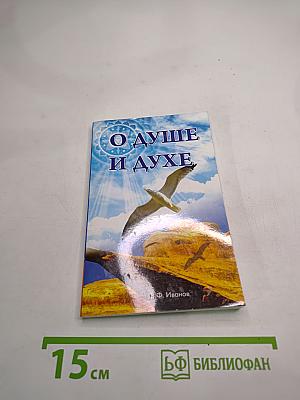 О ДУШЕ
И ДУХЕ
Ф. Иванов
15 см
БФ БИБЛИОФАН